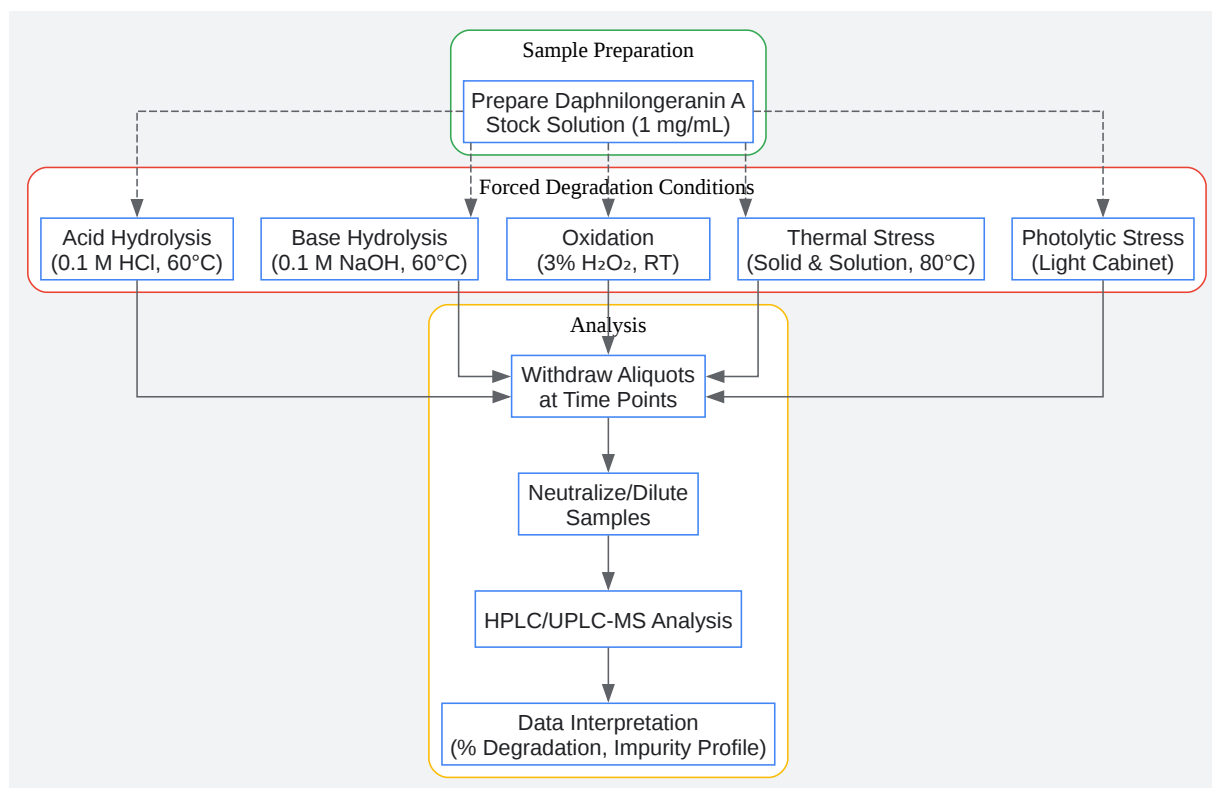 Sample Preparation
Prepare Daphnilongeranin A
Stock Solution (1 mg/mL)
Forced Degradation Conditions
Acid Hydrolysis
(0.1 M HCl, 60°C)
Base Hydrolysis
(0.1 M NaOH, 60°C)
Oxidation
(3% H₂O₂, RT)
Thermal Stress
(Solid & Solution, 80°C)
Photolytic Stress
(Light Cabinet)
Analysis
Withdraw Aliquots
at Time Points
Neutralize/Dilute
Samples
HPLC/UPLC-MS Analysis
Data Interpretation
(% Degradation, Impurity Profile)